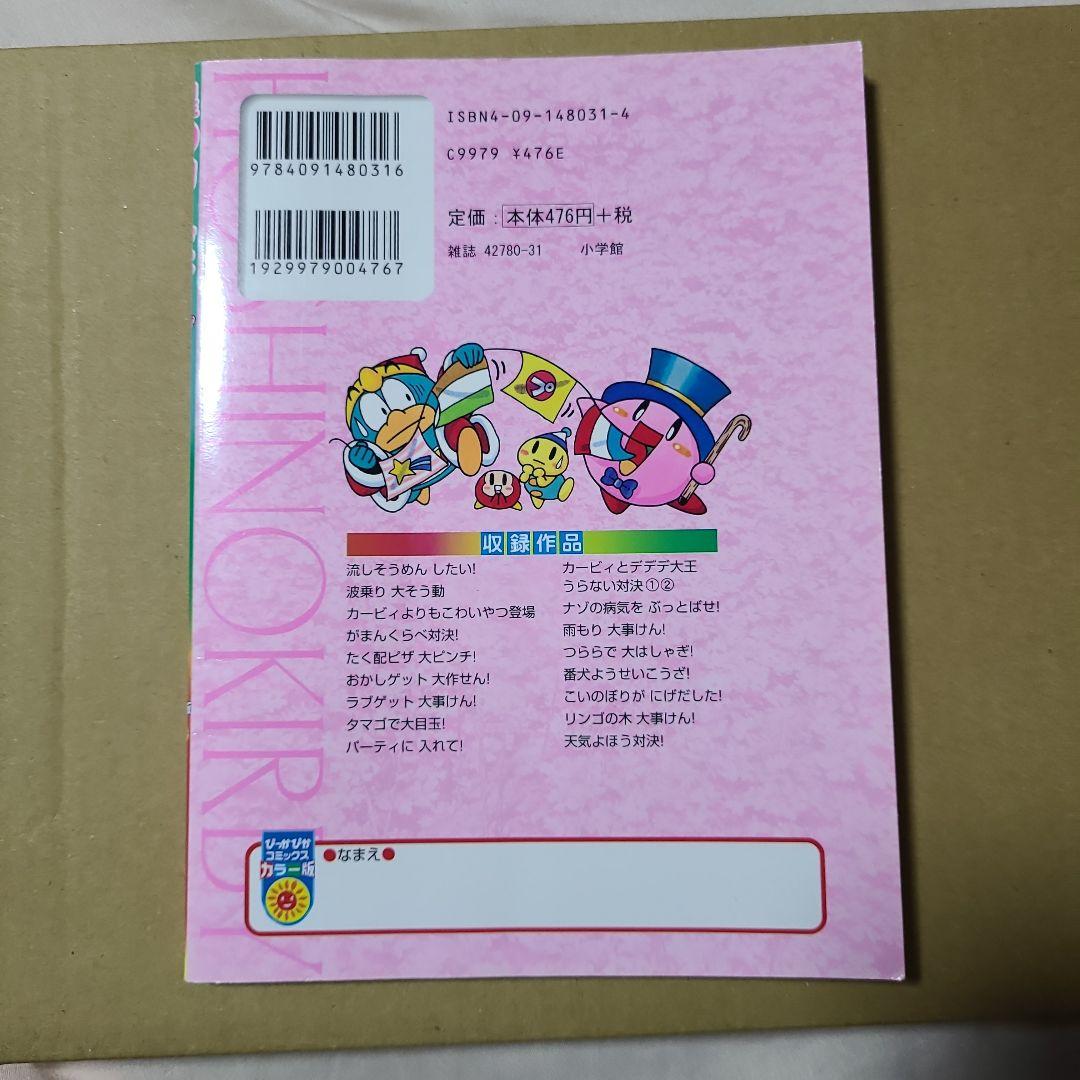 HOSHINOKIRBY
9784091480316
1929979004767
ISBN4-09-148031-4
C9979 ¥476E
定価：本体476円+税
雑誌 42780-31 小学館
収録作品
流しそうめん したい!
波乗り 大そう動
カービィよりもこわいやつ登場
がまんくらべ対決!
たく配ピザ 大ピンチ!
おかしゲット 大作せん!
ラブゲット 大事けん!
タマゴで大目玉!
パーティに 入れて!
カービィとデデデ大王
うらない対決①②
ナゾの病気を ぶっとばせ!
雨もり 大事けん!
つららで 大はしゃぎ!
番犬ようせいこうざ!
こいのぼりが にげだした!
リンゴの木 大事けん!
天気よほう対決!
ぴっかぴか
コミックス
カラー版
●なまえ●